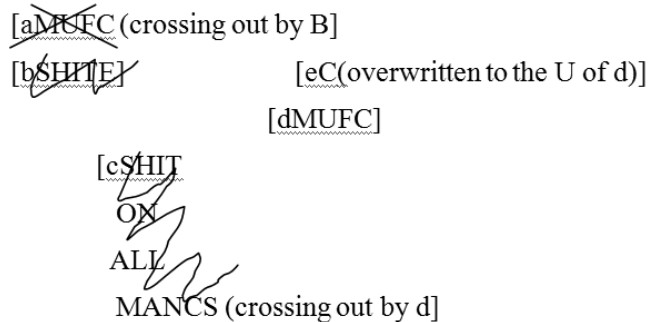 [aMUFC (crossing out by B]
[bSHITE] [eC(overwritten to the U of d)]
[dMUFC]
[cSHIT
ON
ALL
MANCS (crossing out by d]